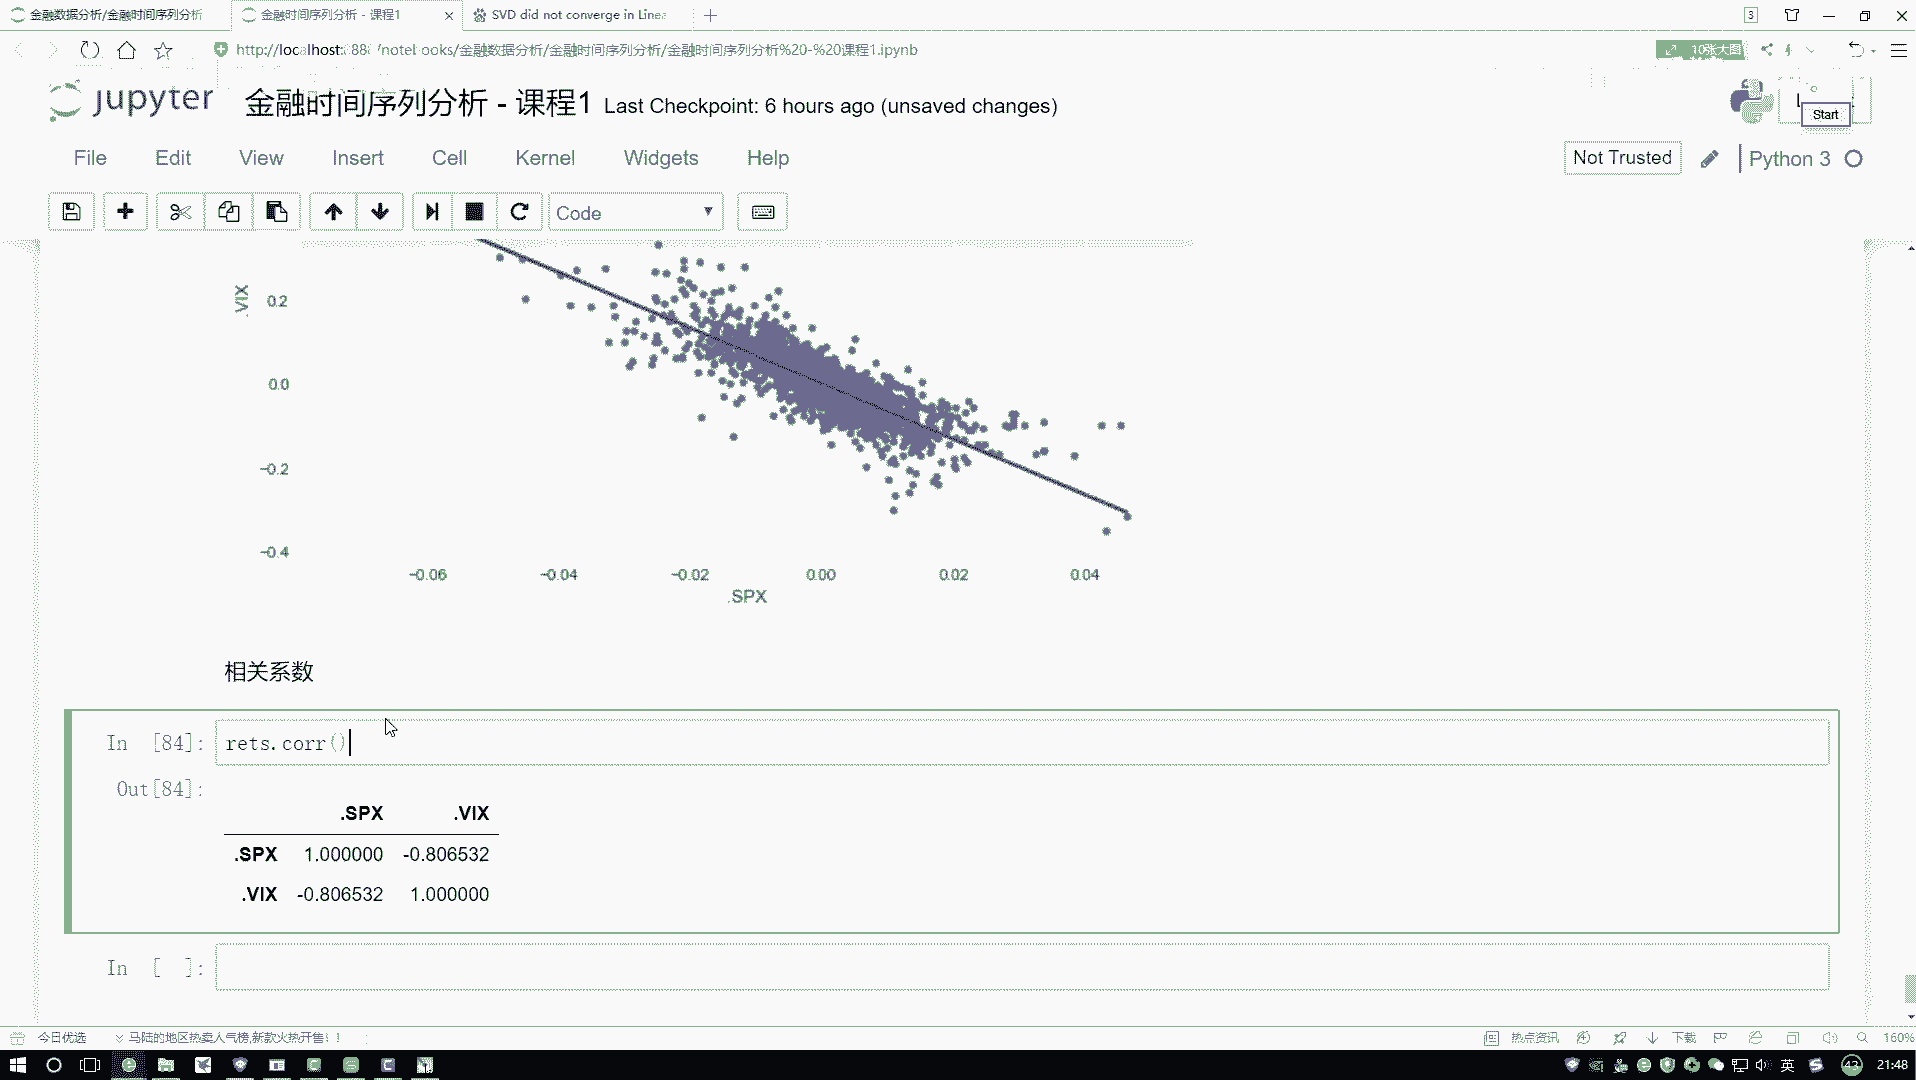 金融数据分析/金融时间序列分析
金融时间序列分析 - 课程1
SVD did not converge in Linea
3
notebooks/金融数据分析/金融时间序列分析/金融时间序列分析%20-%20课程1.ipynb
10张大图
jupyter
金融时间序列分析 - 课程1 Last Checkpoint: 6 hours ago (unsaved changes)
Start
File Edit View Insert Cell Kernel Widgets Help
Not Trusted
Python 3
Code
.VIX
0.2
0.0
−0.2
−0.4
−0.06 −0.04 −0.02 0.00 0.02 0.04
.SPX
相关系数
In [84]: rets.corr()
Out[84]:
.SPX .VIX
.SPX 1.000000 -0.806532
.VIX -0.806532 1.000000
In [ ]:
今日优选
马陆的地区热卖人气榜,新款火热开售！！
热点资讯
下载
160%
英
43
21:48